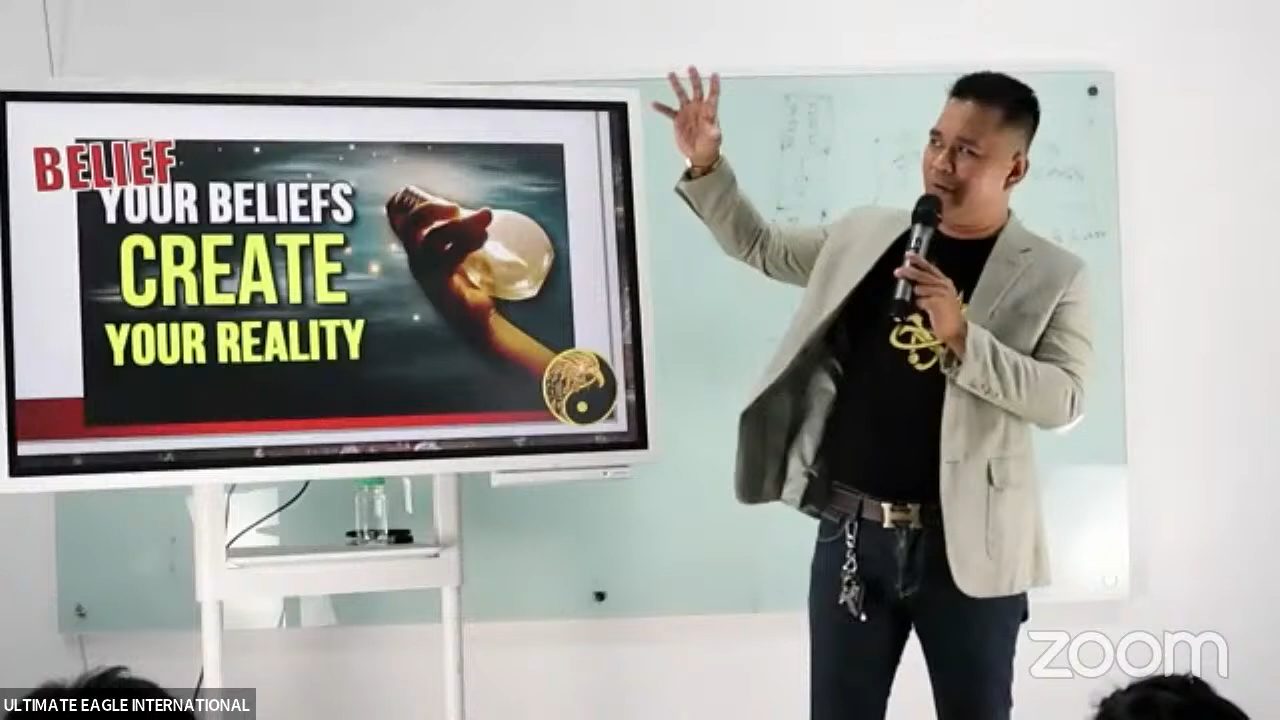 BELIEF
YOUR BELIEFS
CREATE
YOUR REALITY
zoom
ULTIMATE EAGLE INTERNATIONAL